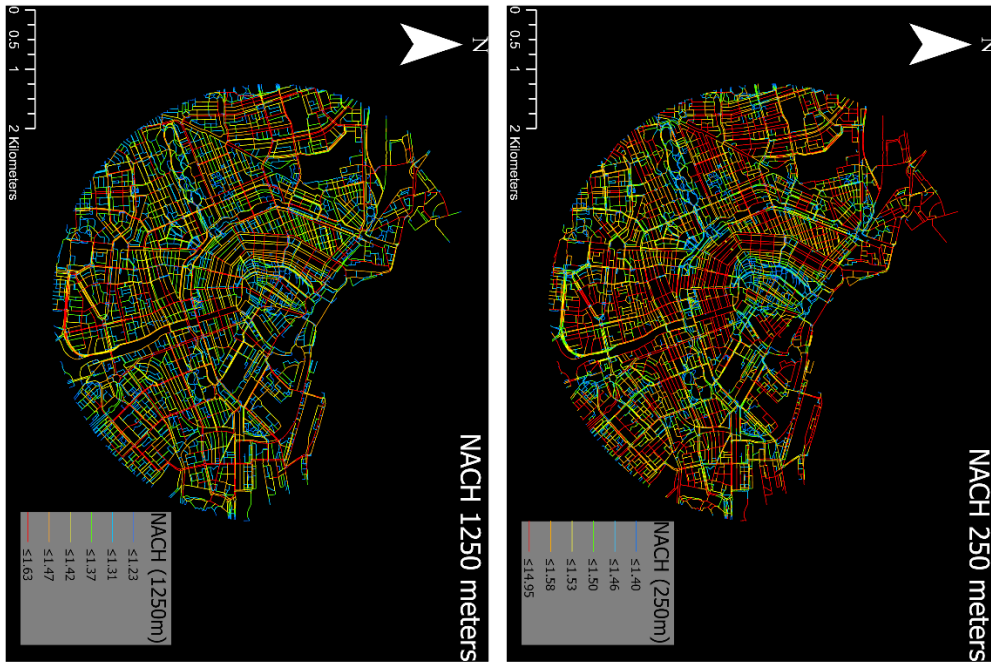 N
NACH 250 meters
NACH (250m)
≤1.40
≤1.46
≤1.50
≤1.53
≤1.58
≤14.95
0 0.5 1 2 Kilometers
N
NACH 1250 meters
NACH (1250m)
≤1.23
≤1.31
≤1.37
≤1.42
≤1.47
≤1.63
0 0.5 1 2 Kilometers